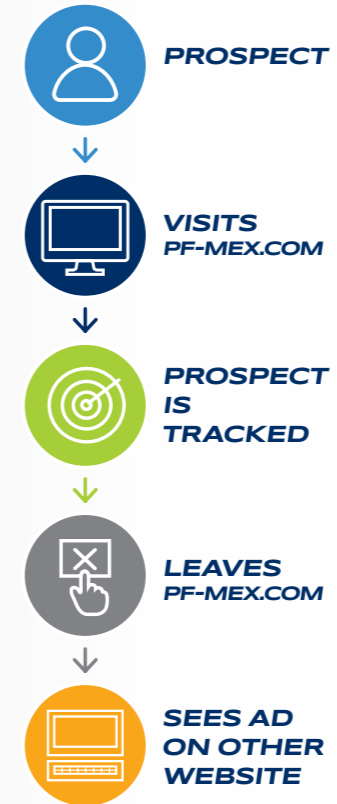 PROSPECT
VISITS
PF-MEX.COM
PROSPECT
IS
TRACKED
LEAVES
PF-MEX.COM
SEES AD
ON OTHER
WEBSITE